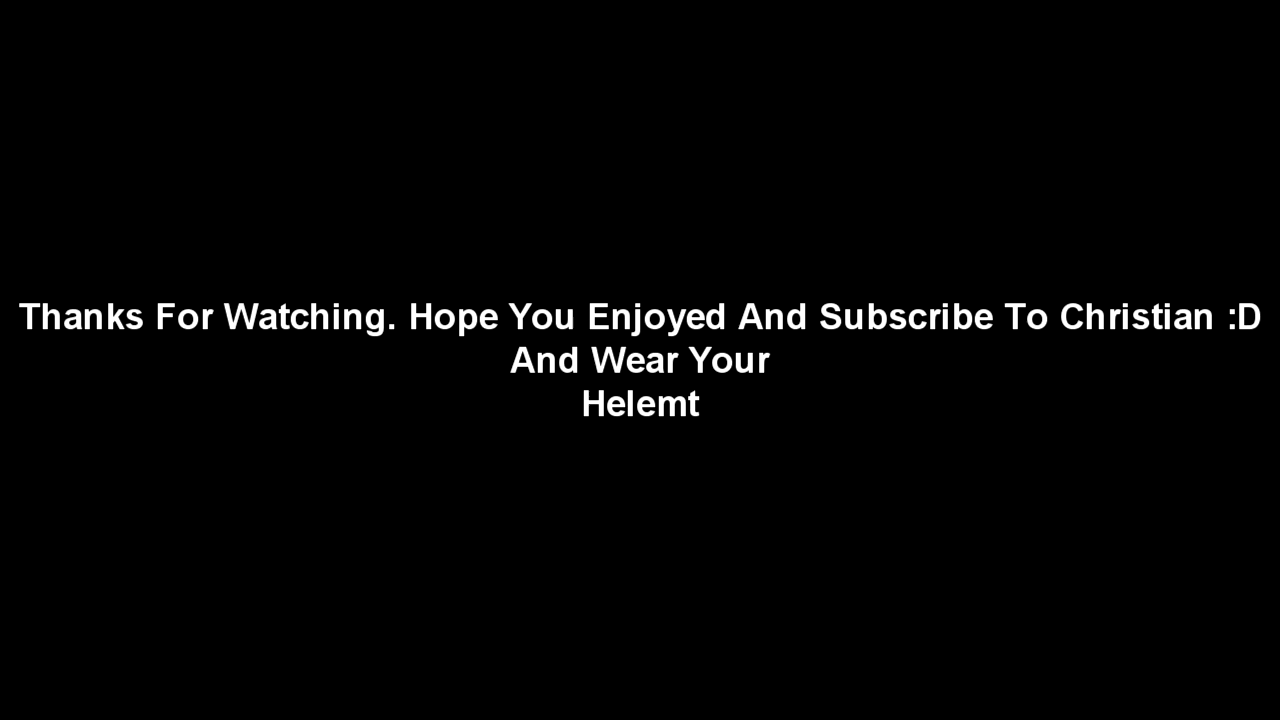 Thanks For Watching. Hope You Enjoyed And Subscribe To Christian :D
And Wear Your
Helemt